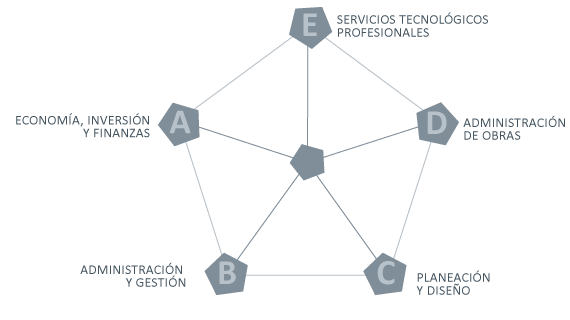 E
SERVICIOS TECNOLÓGICOS
PROFESIONALES
A
ECONOMÍA, INVERSIÓN
Y FINANZAS
D
ADMINISTRACIÓN
DE OBRAS
B
ADMINISTRACIÓN
Y GESTIÓN
C
PLANEACIÓN
Y DISEÑO